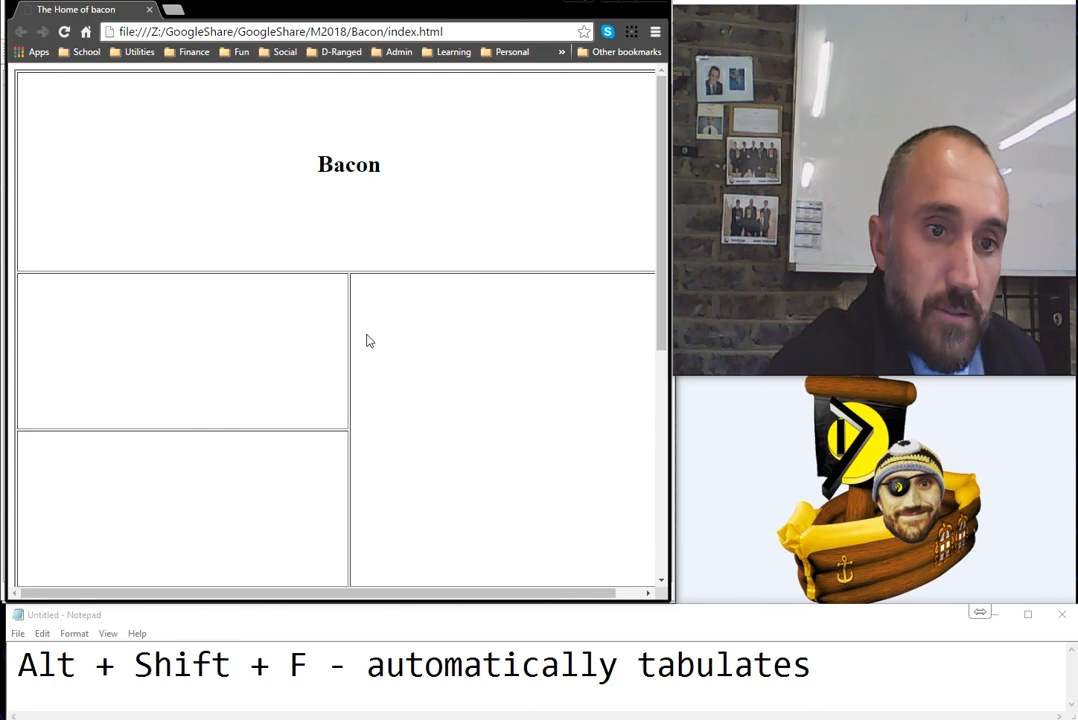 The Home of bacon
file:///Z:/GoogleShare/GoogleShare/M2018/Bacon/index.html
Apps School Utilities Finance Fun Social D-Ranged Admin Learning Personal » Other bookmarks
Bacon
Untitled - Notepad
File Edit Format View Help
Alt + Shift + F - automatically tabulates